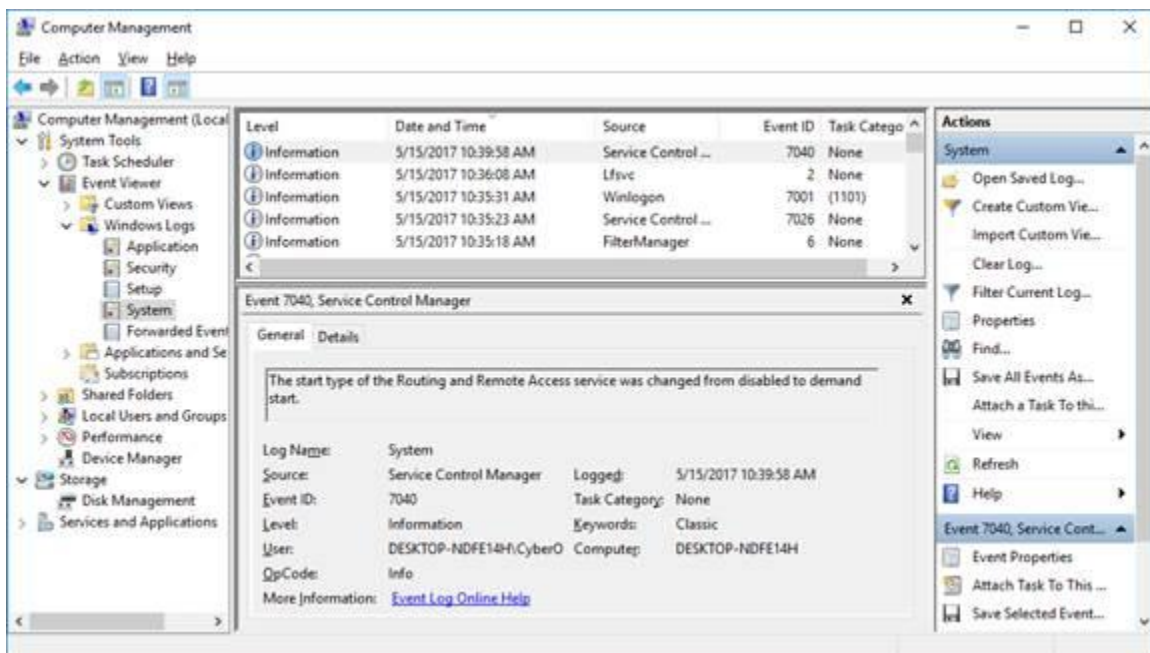 Computer Management
File Action View Help
Computer Management (Local
System Tools
Task Scheduler
Event Viewer
Custom Views
Windows Logs
Application
Security
Setup
System
Forwarded Event
Applications and Se
Subscriptions
Shared Folders
Local Users and Groups
Performance
Device Manager
Storage
Disk Management
Services and Applications
Level Date and Time Source Event ID Task Catego
Information 5/15/2017 10:39:58 AM Service Control ... 7040 None
Information 5/15/2017 10:36:08 AM Lfsvc 2 None
Information 5/15/2017 10:35:31 AM Winlogon 7001 (1101)
Information 5/15/2017 10:35:23 AM Service Control ... 7026 None
Information 5/15/2017 10:35:18 AM FilterManager 6 None
Event 7040, Service Control Manager
General Details
The start type of the Routing and Remote Access service was changed from disabled to demand
start.
Log Name: System
Source: Service Control Manager Logged: 5/15/2017 10:39:58 AM
Event ID: 7040 Task Category: None
Level: Information Keywords: Classic
User: DESKTOP-NDFE14H\CyberO Computer: DESKTOP-NDFE14H
OpCode: Info
More Information: Event Log Online Help
Actions
System
Open Saved Log...
Create Custom Vie...
Import Custom Vie...
Clear Log...
Filter Current Log...
Properties
Find...
Save All Events As...
Attach a Task To thi...
View
Refresh
Help
Event 7040, Service Cont...
Event Properties
Attach Task To This ...
Save Selected Event...